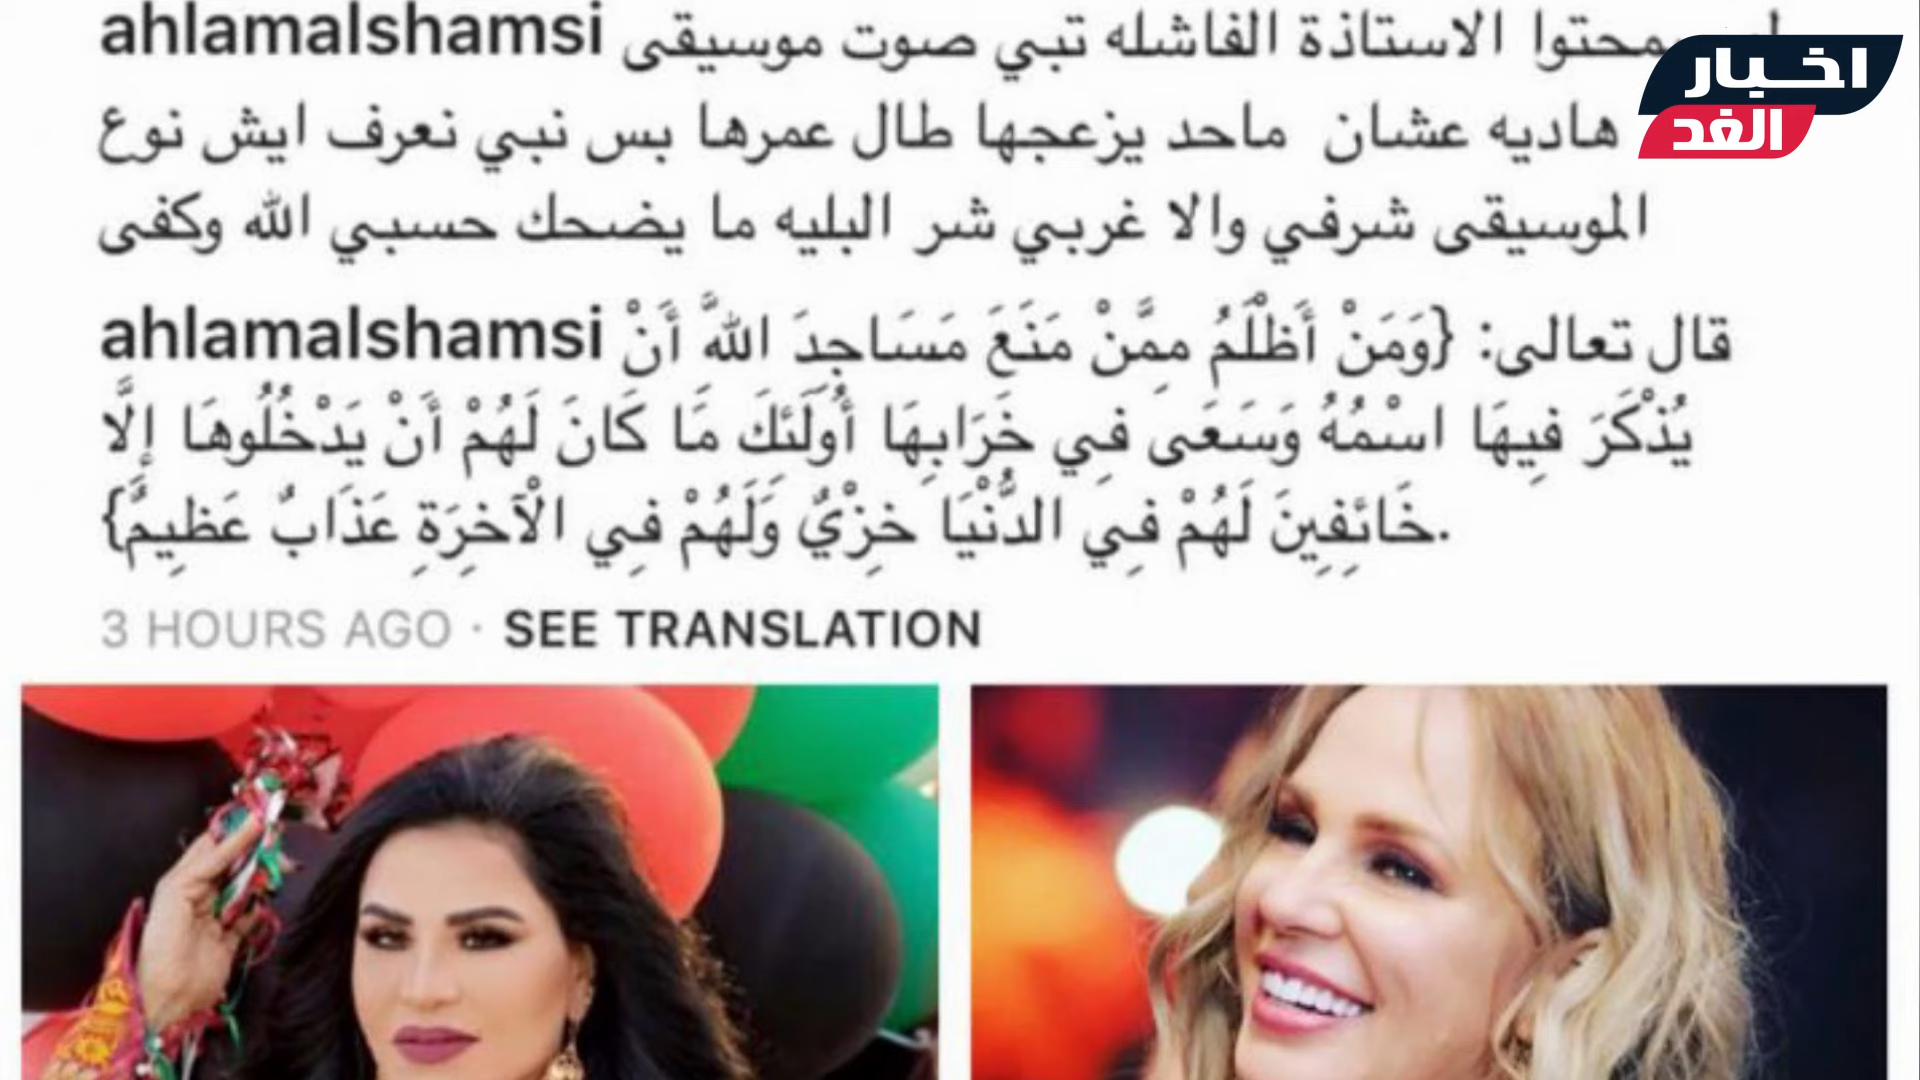 ahlamalshamsi سمحتوا الاستاذة الفاشله تبي صوت موسيقى
هاديه عشان ماحد يزعجها طال عمرها بس نبي نعرف ايش نوع
الموسيقى شرفي والا غربي شر البليه ما يضحك حسبي الله وكفى
ahlamalshamsi قال تعالى: {وَمَنْ أَظْلَمُ مِمَّنْ مَنَعَ مَسَاجِدَ اللَّه أَنْ
يُذْكَرَ فِيهَا اسْمُهُ وَسَعَى فِي خَرَابِهَا أُولَئِكَ مَا كَانَ لَهُمْ أَنْ يَدْخُلُوهَا إِلَّا
خَائِفِينَ لَهُمْ فِي الدُّنْيَا خِزْيٌ وَلَهُمْ فِي الْآخِرَةِ عَذَابٌ عَظِيمٌ}.
3 HOURS AGO · SEE TRANSLATION
اخبار
الغد